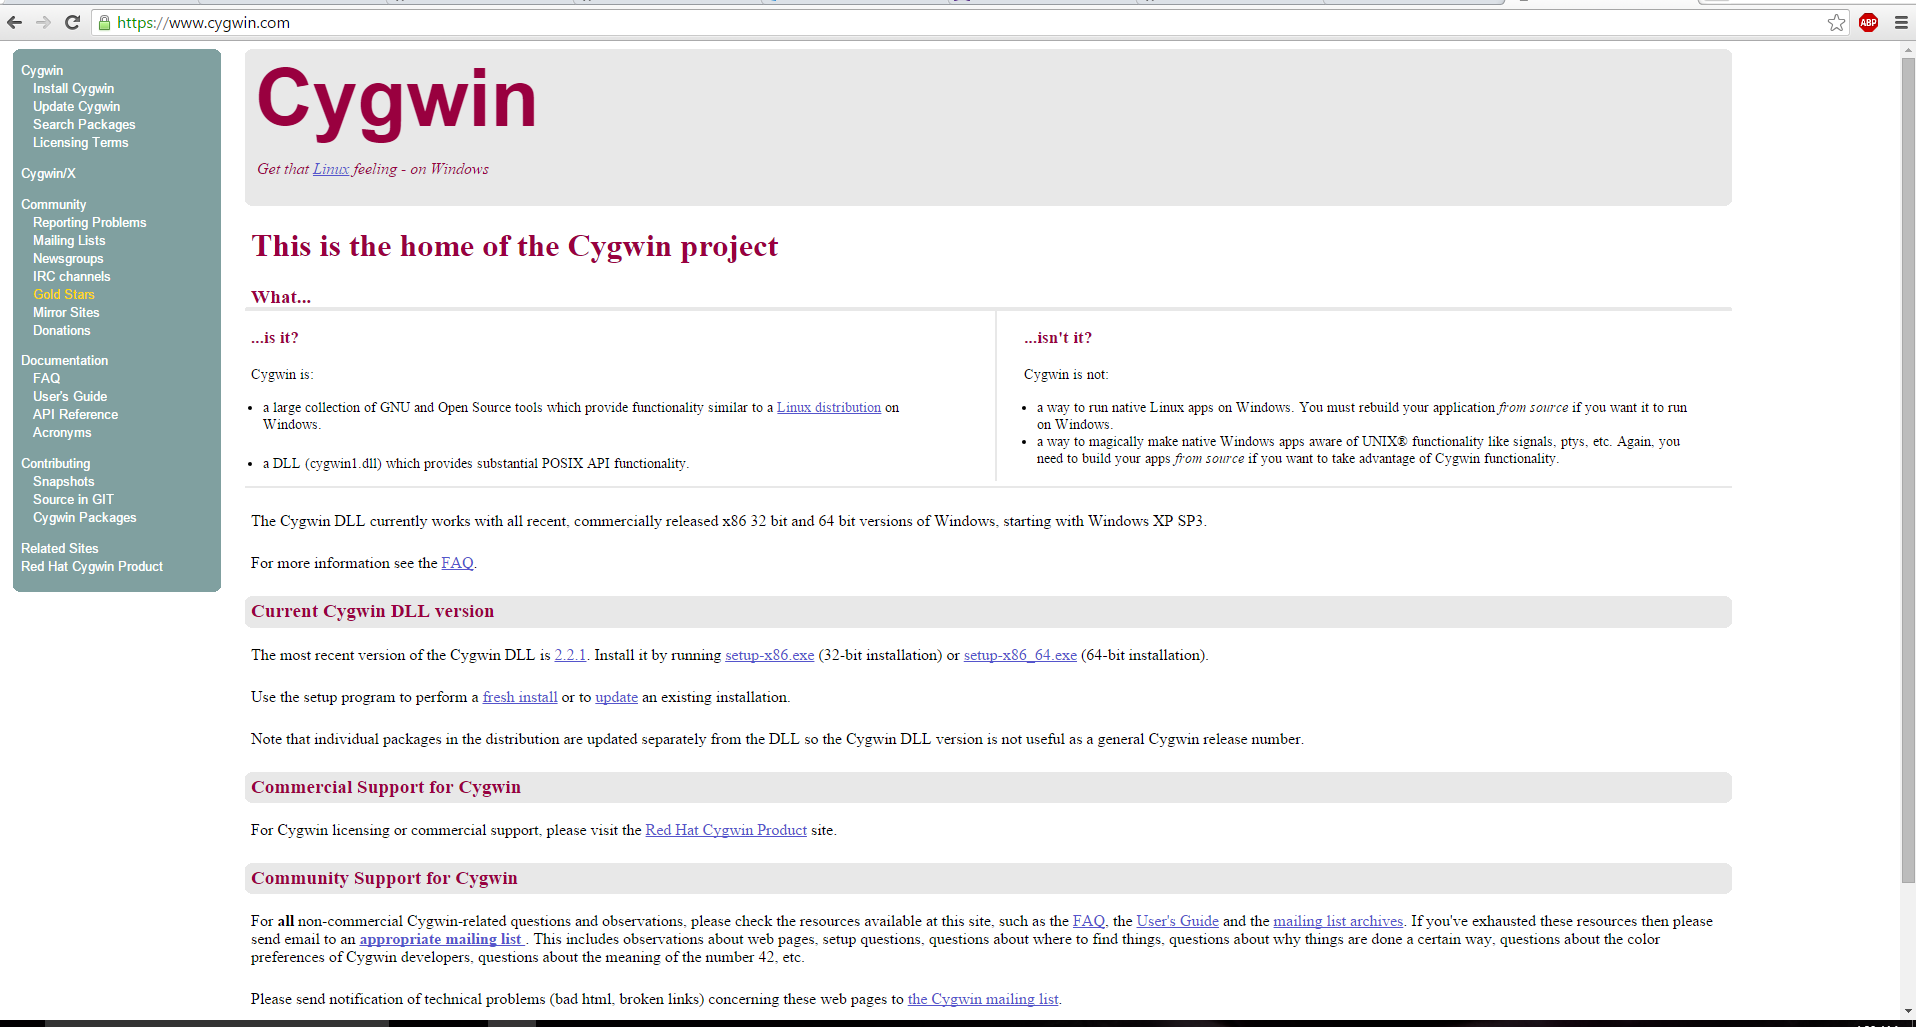 https://www.cygwin.com
ABP
Cygwin
Install Cygwin
Update Cygwin
Search Packages
Licensing Terms
Cygwin/X
Community
Reporting Problems
Mailing Lists
Newsgroups
IRC channels
Gold Stars
Mirror Sites
Donations
Documentation
FAQ
User's Guide
API Reference
Acronyms
Contributing
Snapshots
Source in GIT
Cygwin Packages
Related Sites
Red Hat Cygwin Product
Cygwin
Get that Linux feeling - on Windows
This is the home of the Cygwin project
What...
...is it?
Cygwin is:
• a large collection of GNU and Open Source tools which provide functionality similar to a Linux distribution on
Windows.
• a DLL (cygwin1.dll) which provides substantial POSIX API functionality.
...isn't it?
Cygwin is not:
• a way to run native Linux apps on Windows. You must rebuild your application from source if you want it to run
on Windows.
• a way to magically make native Windows apps aware of UNIX® functionality like signals, ptys, etc. Again, you
need to build your apps from source if you want to take advantage of Cygwin functionality.
The Cygwin DLL currently works with all recent, commercially released x86 32 bit and 64 bit versions of Windows, starting with Windows XP SP3.
For more information see the FAQ.
Current Cygwin DLL version
The most recent version of the Cygwin DLL is 2.2.1. Install it by running setup-x86.exe (32-bit installation) or setup-x86_64.exe (64-bit installation).
Use the setup program to perform a fresh install or to update an existing installation.
Note that individual packages in the distribution are updated separately from the DLL so the Cygwin DLL version is not useful as a general Cygwin release number.
Commercial Support for Cygwin
For Cygwin licensing or commercial support, please visit the Red Hat Cygwin Product site.
Community Support for Cygwin
For all non-commercial Cygwin-related questions and observations, please check the resources available at this site, such as the FAQ, the User's Guide and the mailing list archives. If you've exhausted these resources then please
send email to an appropriate mailing list . This includes observations about web pages, setup questions, questions about where to find things, questions about why things are done a certain way, questions about the color
preferences of Cygwin developers, questions about the meaning of the number 42, etc.
Please send notification of technical problems (bad html, broken links) concerning these web pages to the Cygwin mailing list.